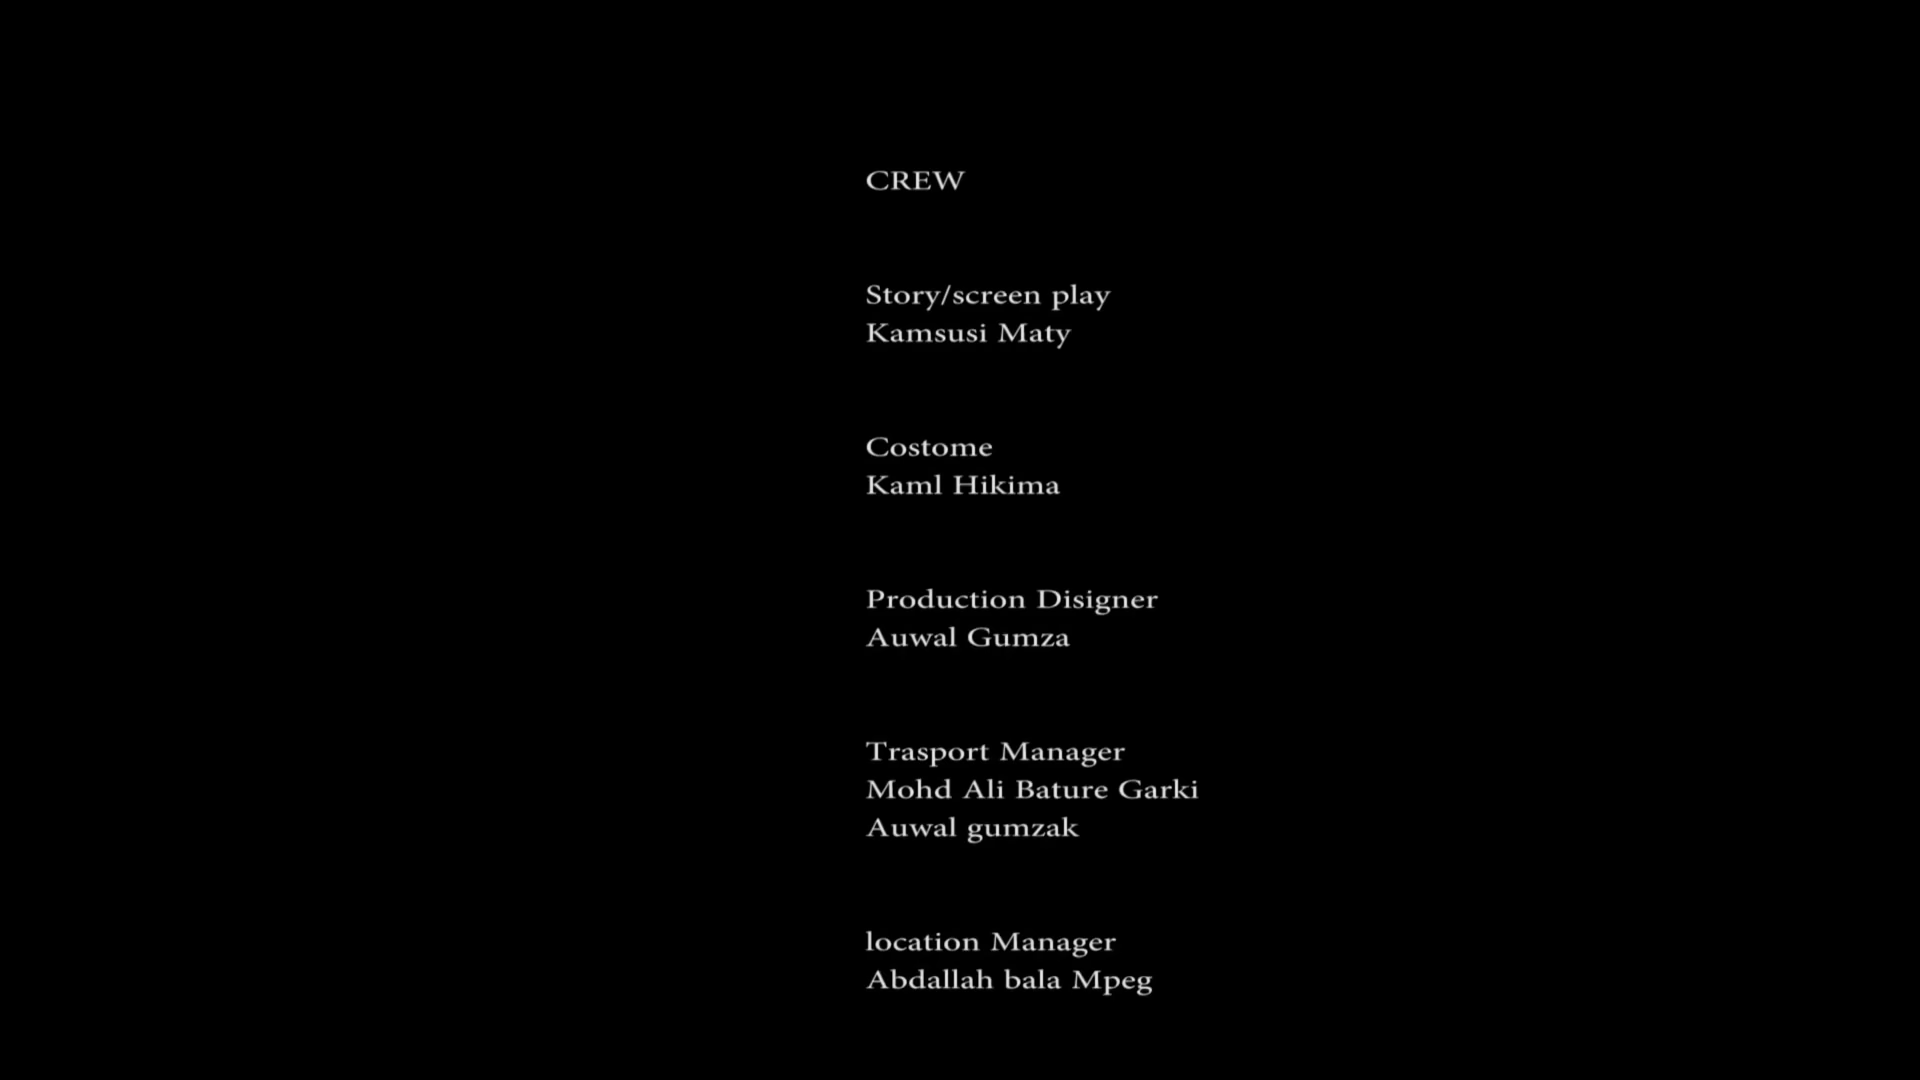 CREW
Story/screen play
Kamsusi Maty
Costome
Kaml Hikima
Production Disigner
Auwal Gumza
Trasport Manager
Mohd Ali Bature Garki
Auwal gumzak
location Manager
Abdallah bala Mpeg